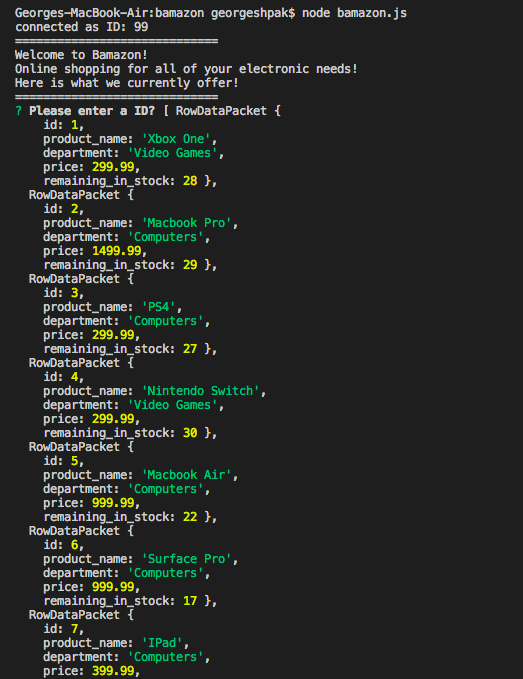 Georges-MacBook-Air:bamazon georgeshpak$ node bamazon.js
connected as ID: 99
=============================
Welcome to Bamazon!
Online shopping for all of your electronic needs!
Here is what we currently offer!
=============================
? Please enter a ID? [ RowDataPacket {
    id: 1,
    product_name: 'Xbox One',
    department: 'Video Games',
    price: 299.99,
    remaining_in_stock: 28 },
  RowDataPacket {
    id: 2,
    product_name: 'Macbook Pro',
    department: 'Computers',
    price: 1499.99,
    remaining_in_stock: 29 },
  RowDataPacket {
    id: 3,
    product_name: 'PS4',
    department: 'Computers',
    price: 299.99,
    remaining_in_stock: 27 },
  RowDataPacket {
    id: 4,
    product_name: 'Nintendo Switch',
    department: 'Video Games',
    price: 299.99,
    remaining_in_stock: 30 },
  RowDataPacket {
    id: 5,
    product_name: 'Macbook Air',
    department: 'Computers',
    price: 999.99,
    remaining_in_stock: 22 },
  RowDataPacket {
    id: 6,
    product_name: 'Surface Pro',
    department: 'Computers',
    price: 999.99,
    remaining_in_stock: 17 },
  RowDataPacket {
    id: 7,
    product_name: 'IPad',
    department: 'Computers',
    price: 399.99,